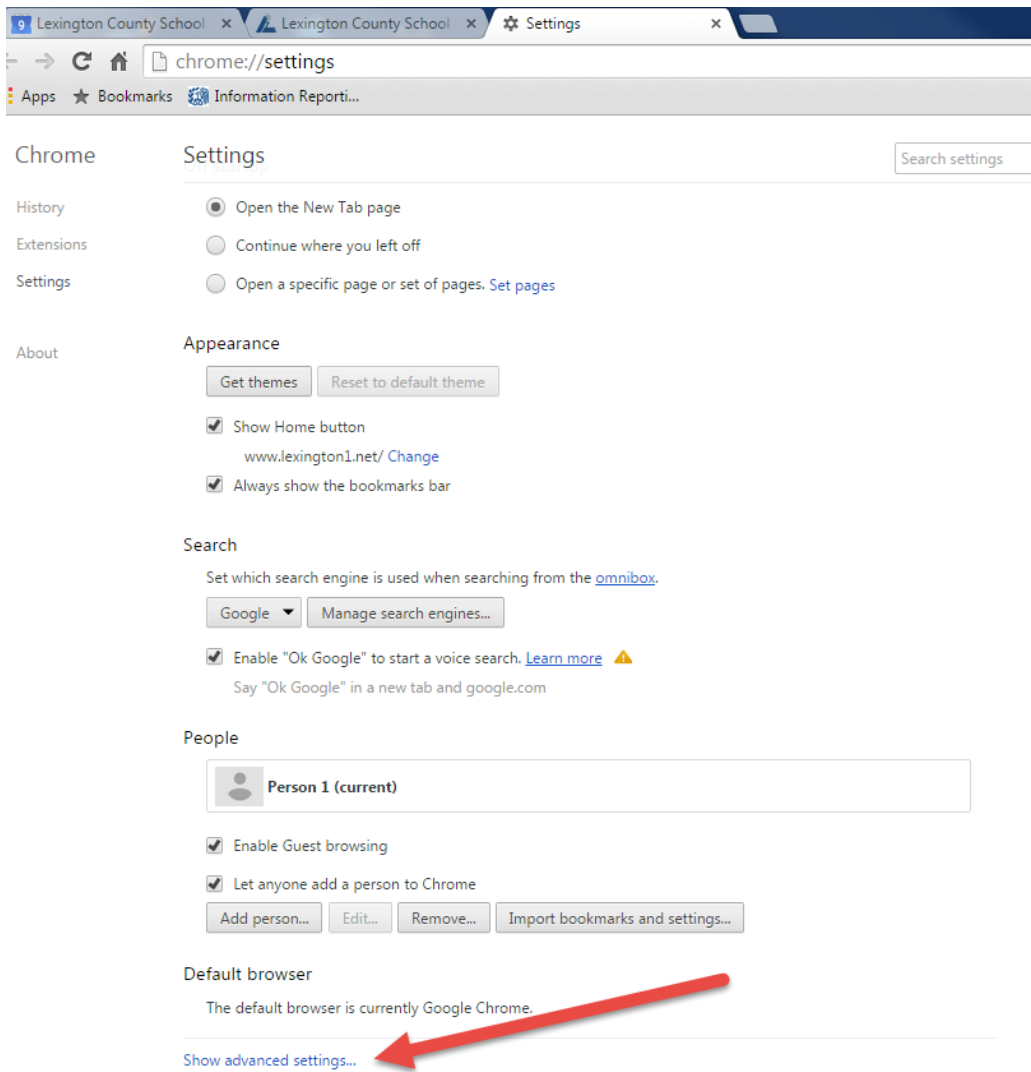 9 Lexington County School × Lexington County School × Settings ×
chrome://settings
Apps Bookmarks Information Reporti...
Chrome
History
Extensions
Settings
About
Settings
Search settings
On startup
Open the New Tab page
Continue where you left off
Open a specific page or set of pages. Set pages
Appearance
Get themes Reset to default theme
Show Home button
www.lexington1.net/ Change
Always show the bookmarks bar
Search
Set which search engine is used when searching from the omnibox.
Google Manage search engines...
Enable "Ok Google" to start a voice search. Learn more
Say "Ok Google" in a new tab and google.com
People
Person 1 (current)
Enable Guest browsing
Let anyone add a person to Chrome
Add person... Edit... Remove... Import bookmarks and settings...
Default browser
The default browser is currently Google Chrome.
Show advanced settings...